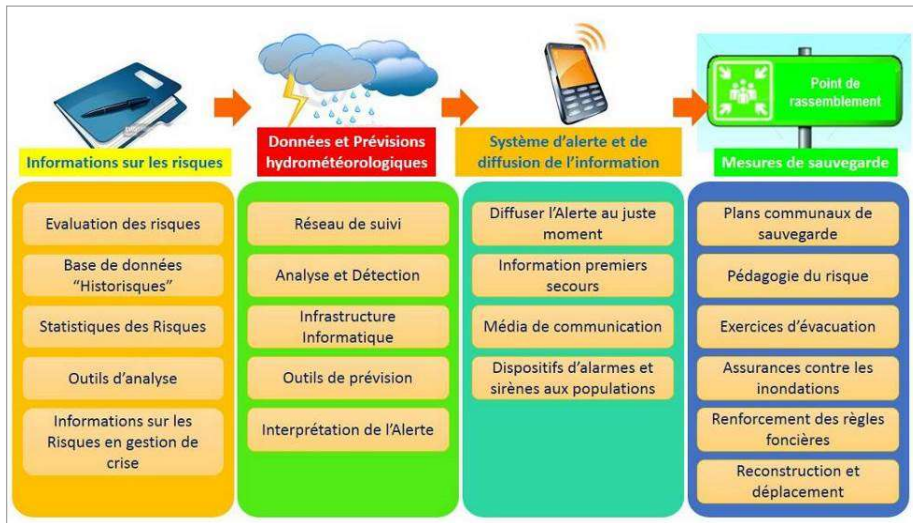 Point de
rassemblement
Informations sur les risques
Données et Prévisions
hydrométéorologiques
Système d'alerte et de
diffusion de l'information
Mesures de sauvegarde
Evaluation des risques
Base de données
"Historisques"
Statistiques des Risques
Outils d'analyse
Informations sur les
Risques en gestion de
crise
Réseau de suivi
Analyse et Détection
Infrastructure
Informatique
Outils de prévision
Interprétation de l'Alerte
Diffuser l'Alerte au juste
moment
Information premiers
secours
Média de communication
Dispositifs d'alarmes et
sirènes aux populations
Plans communaux de
sauvegarde
Pédagogie du risque
Exercices d'évacuation
Assurances contre les
inondations
Renforcement des règles
foncières
Reconstruction et
déplacement